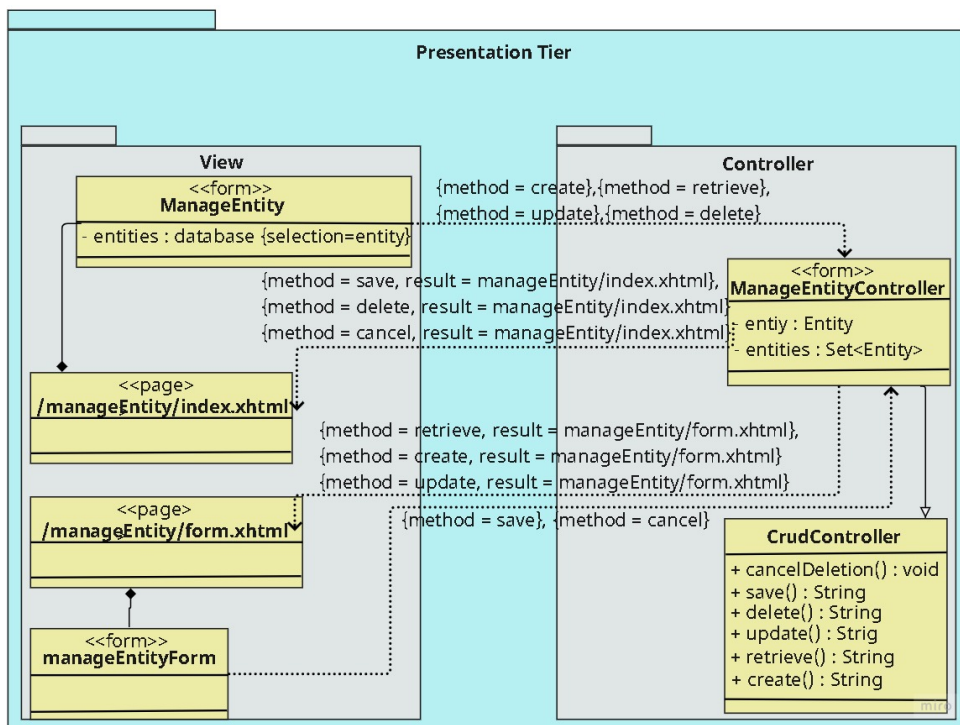 Presentation Tier
View
<<form>>
ManageEntity
- entities : database {selection=entity}
Controller
{method = create},{method = retrieve},
{method = update},{method = delete}
{method = save, result = manageEntity/index.xhtml},
{method = delete, result = manageEntity/index.xhtml}
{method = cancel, result = manageEntity/index.xhtml}
<<form>>
ManageEntityController
- entiy : Entity
- entities : Set<Entity>
<<page>
/manageEntity/index.xhtml
{method = retrieve, result = manageEntity/form.xhtml},
{method = create, result = manageEntity/form.xhtml}
{method = update, result = manageEntity/form.xhtml}
<<page>
/manageEntity/form.xhtml
{method = save}, {method = cancel}
<<form>>
manageEntityForm
CrudController
+ cancelDeletion() : void
+ save() : String
+ delete() : String
+ update() : Strig
+ retrieve() : String
+ create() : String
miro